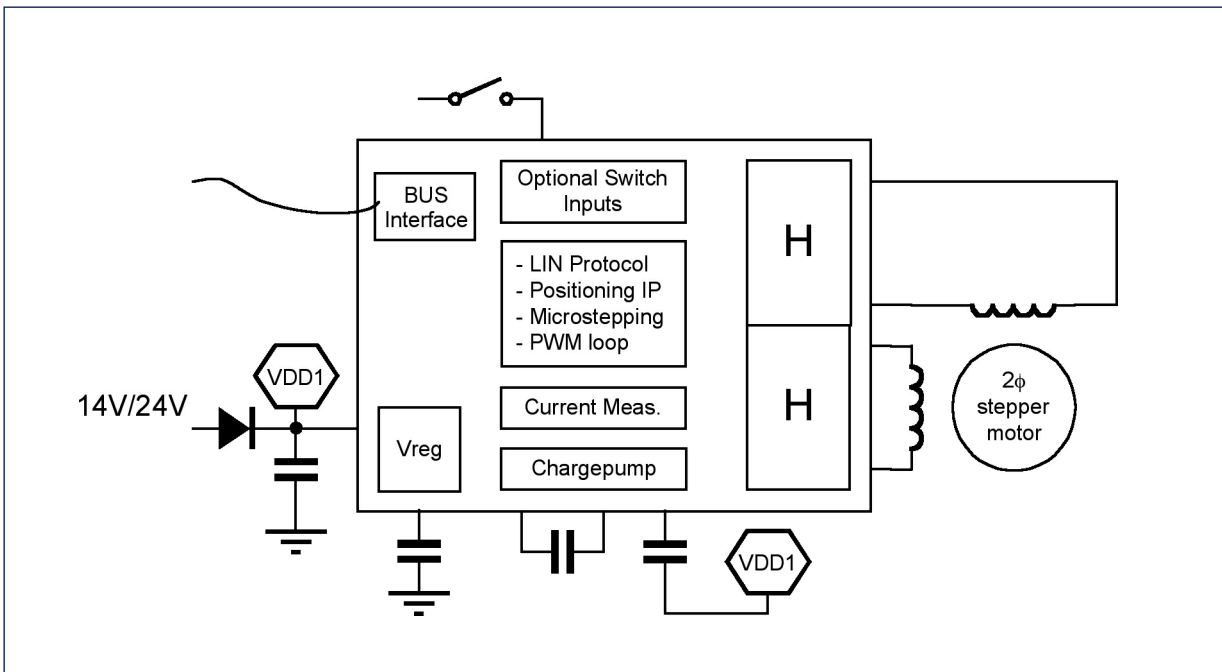 BUS
Interface
Optional Switch
Inputs
H
- LIN Protocol
- Positioning IP
- Microstepping
- PWM loop
VDD1
14V/24V
Vreg
Current Meas.
Chargepump
H
2ϕ
stepper
motor
VDD1